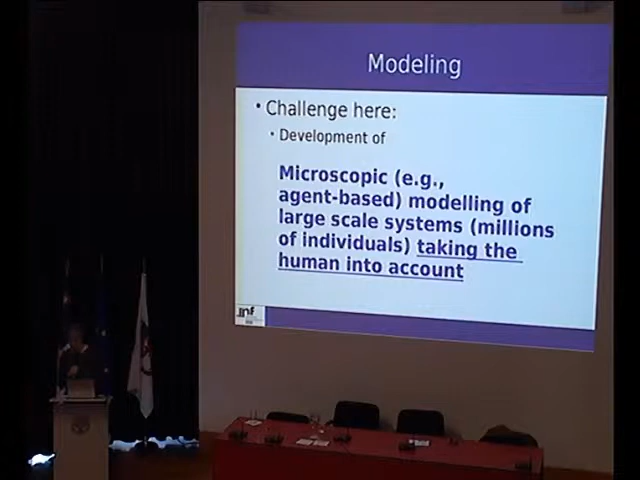 Modeling
• Challenge here:
• Development of
Microscopic (e.g.,
agent-based) modelling of
large scale systems (millions
of individuals) taking the
human into account
inf